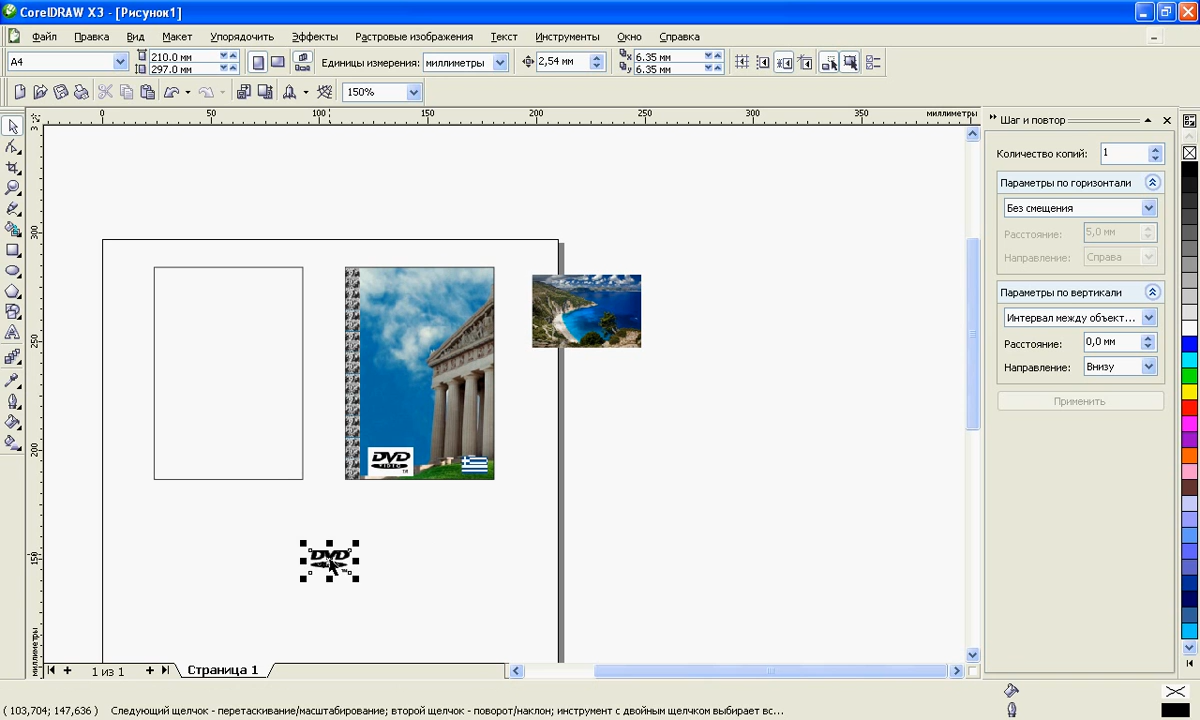 CorelDRAW X3 - [Рисунок1]
Файл Правка Вид Макет Упорядочить Эффекты Растровые изображения Текст Инструменты Окно Справка
A4 210.0 мм 297.0 мм Единицы измерения: миллиметры 2,54 мм 6.35 мм 6.35 мм
150%
0 50 100 150 200 250 300 350 миллиметры
Шаг и повтор
Количество копий: 1
Параметры по горизонтали
Без смещения
Расстояние: 5,0 мм
Направление: Справа
Параметры по вертикали
Интервал между объект...
Расстояние: 0,0 мм
Направление: Внизу
Применить
300
250
200
150
миллиметры
DVD
VIDEO
TM
DVD
1 из 1 Страница 1
( 103,704; 147,636 ) Следующий щелчок - перетаскивание/масштабирование; второй щелчок - поворот/наклон; инструмент с двойным щелчком выбирает вс...